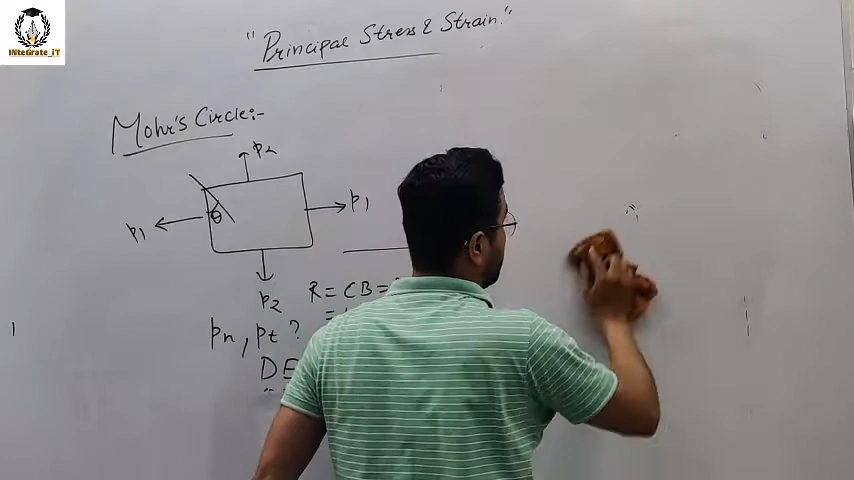 INteGrate_iT
"Principal Stress & Strain."
Mohr's Circle:-
p2
p1
p1
θ
p2
R = CB =
pn, pt ?
DE